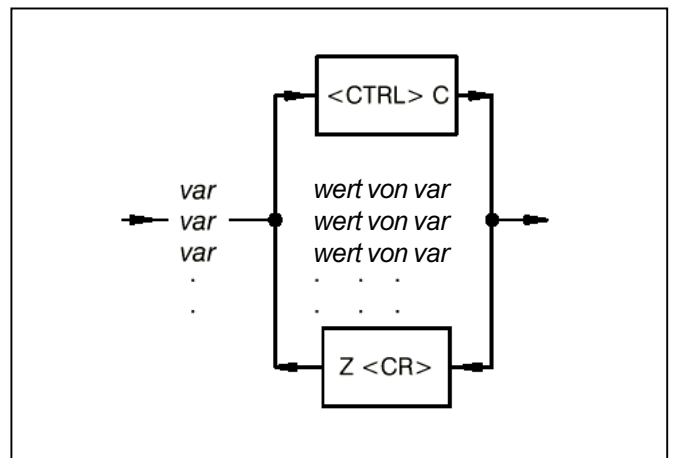 <CTRL> C
var wert von var
var wert von var
var wert von var
. . . .
. . . .
Z <CR>